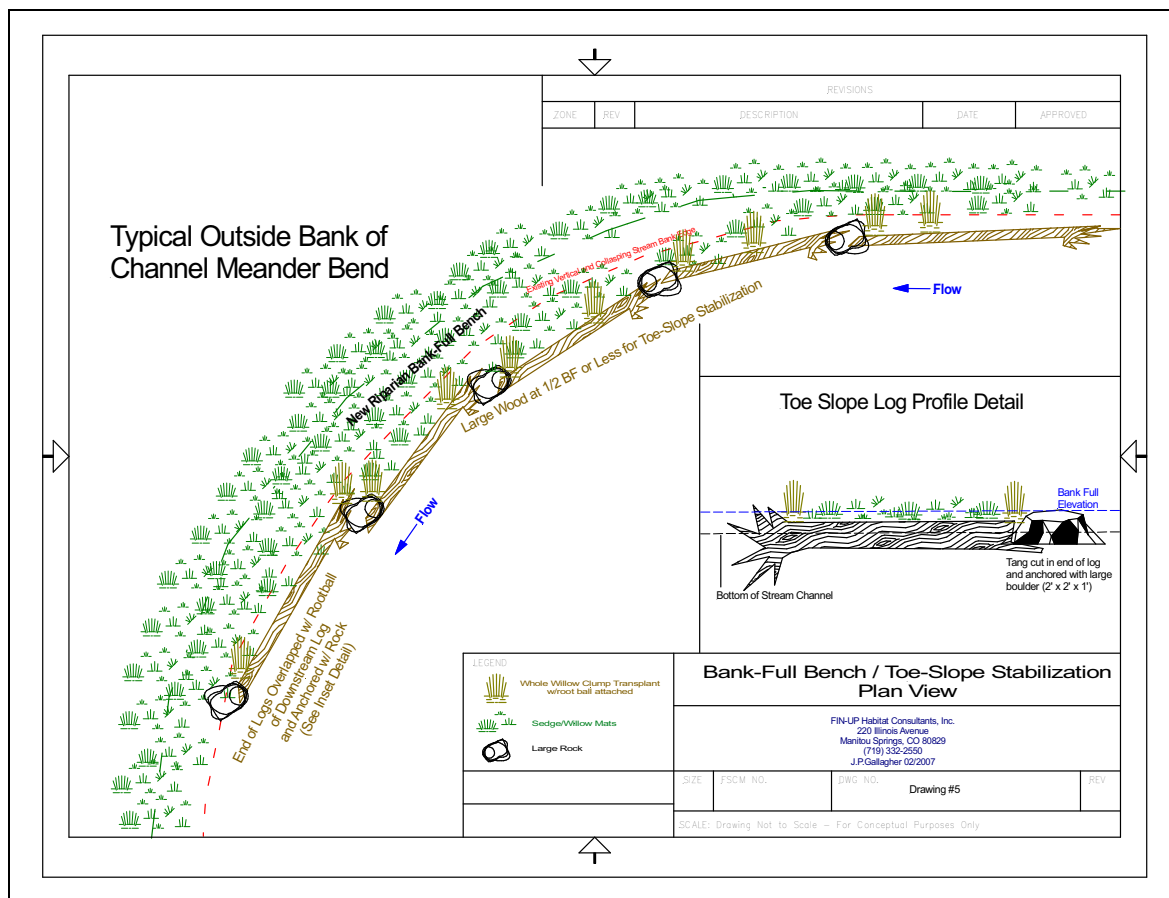 REVISIONS
ZONE
REV
DESCRIPTION
DATE
APPROVED
Typical Outside Bank of
Channel Meander Bend
Existing Vertical and Collasping Stream Bank Edge
New Riparian Bank-Full Bench
Large Wood at 1/2 BF or Less for Toe-Slope Stabilization
Flow
Flow
End of Logs Overlapped w/ Rootball
of Downstream Log
and Anchored w/ Rock
(See Inset Detail)
Toe Slope Log Profile Detail
Bank Full
Elevation
Bottom of Stream Channel
Tang cut in end of log
and anchored with large
boulder (2' x 2' x 1')
LEGEND
Whole Willow Clump Transplant
w/root ball attached
Sedge/Willow Mats
Large Rock
Bank-Full Bench / Toe-Slope Stabilization
Plan View
FIN-UP Habitat Consultants, Inc.
220 Illinois Avenue
Manitou Springs, CO 80829
(719) 332-2550
J.P.Gallagher 02/2007
SIZE
FSCM NO.
DWG NO.
Drawing #5
REV
SCALE: Drawing Not to Scale – For Conceptual Purposes Only